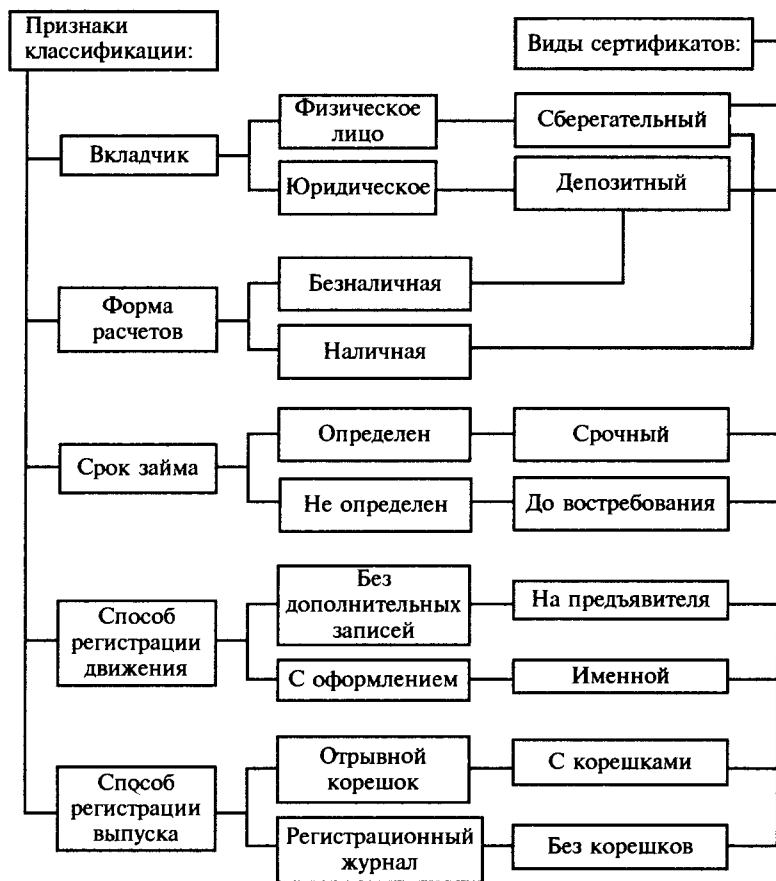 Признаки
классификации:
Виды сертификатов:
Вкладчик
Физическое
лицо
Сберегательный
Юридическое
Депозитный
Форма
расчетов
Безналичная
Наличная
Срок займа
Определен
Срочный
Не определен
До востребования
Способ
регистрации
движения
Без
дополнительных
записей
На предъявителя
С оформлением
Именной
Способ
регистрации
выпуска
Отрывной
корешок
С корешками
Регистрационный
журнал
Без корешков